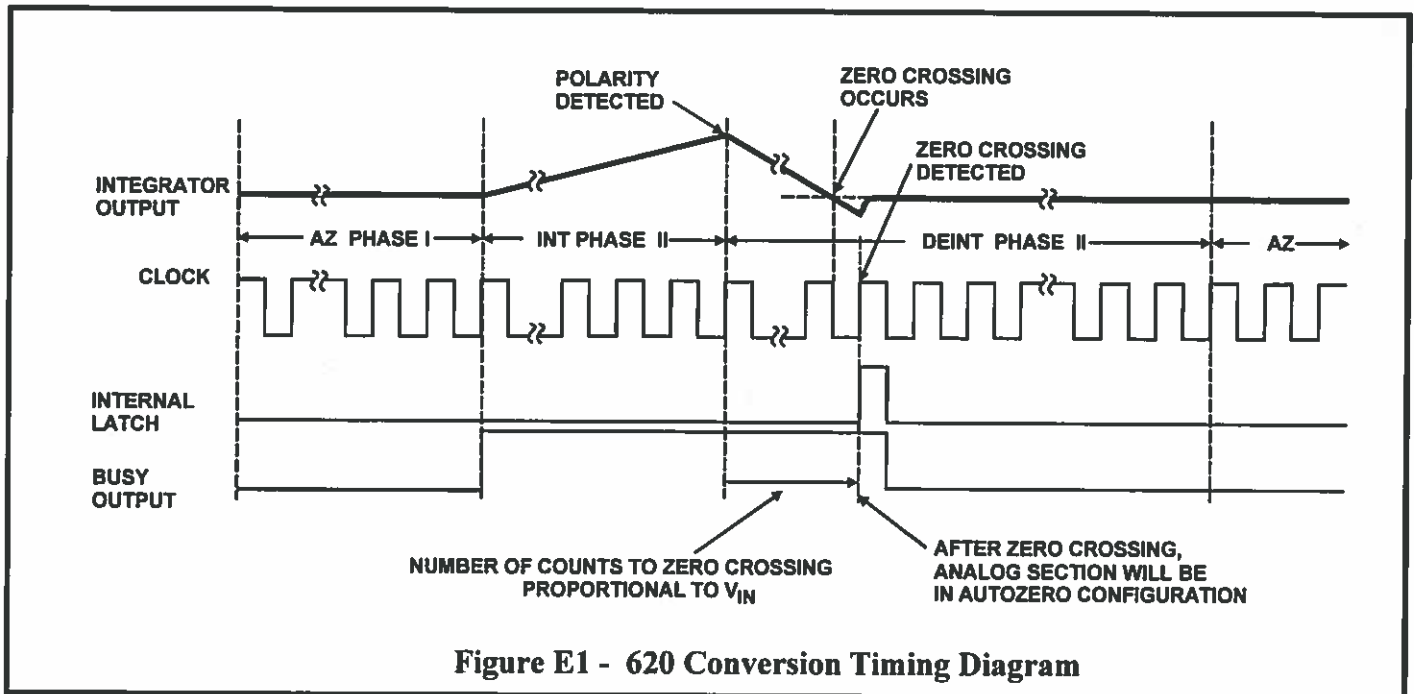 POLARITY
DETECTED
ZERO CROSSING
OCCURS
ZERO CROSSING
DETECTED
INTEGRATOR
OUTPUT
AZ PHASE I
INT PHASE II
DEINT PHASE II
AZ
CLOCK
INTERNAL
LATCH
BUSY
OUTPUT
NUMBER OF COUNTS TO ZERO CROSSING
PROPORTIONAL TO VIN
AFTER ZERO CROSSING,
ANALOG SECTION WILL BE
IN AUTOZERO CONFIGURATION
Figure E1 - 620 Conversion Timing Diagram